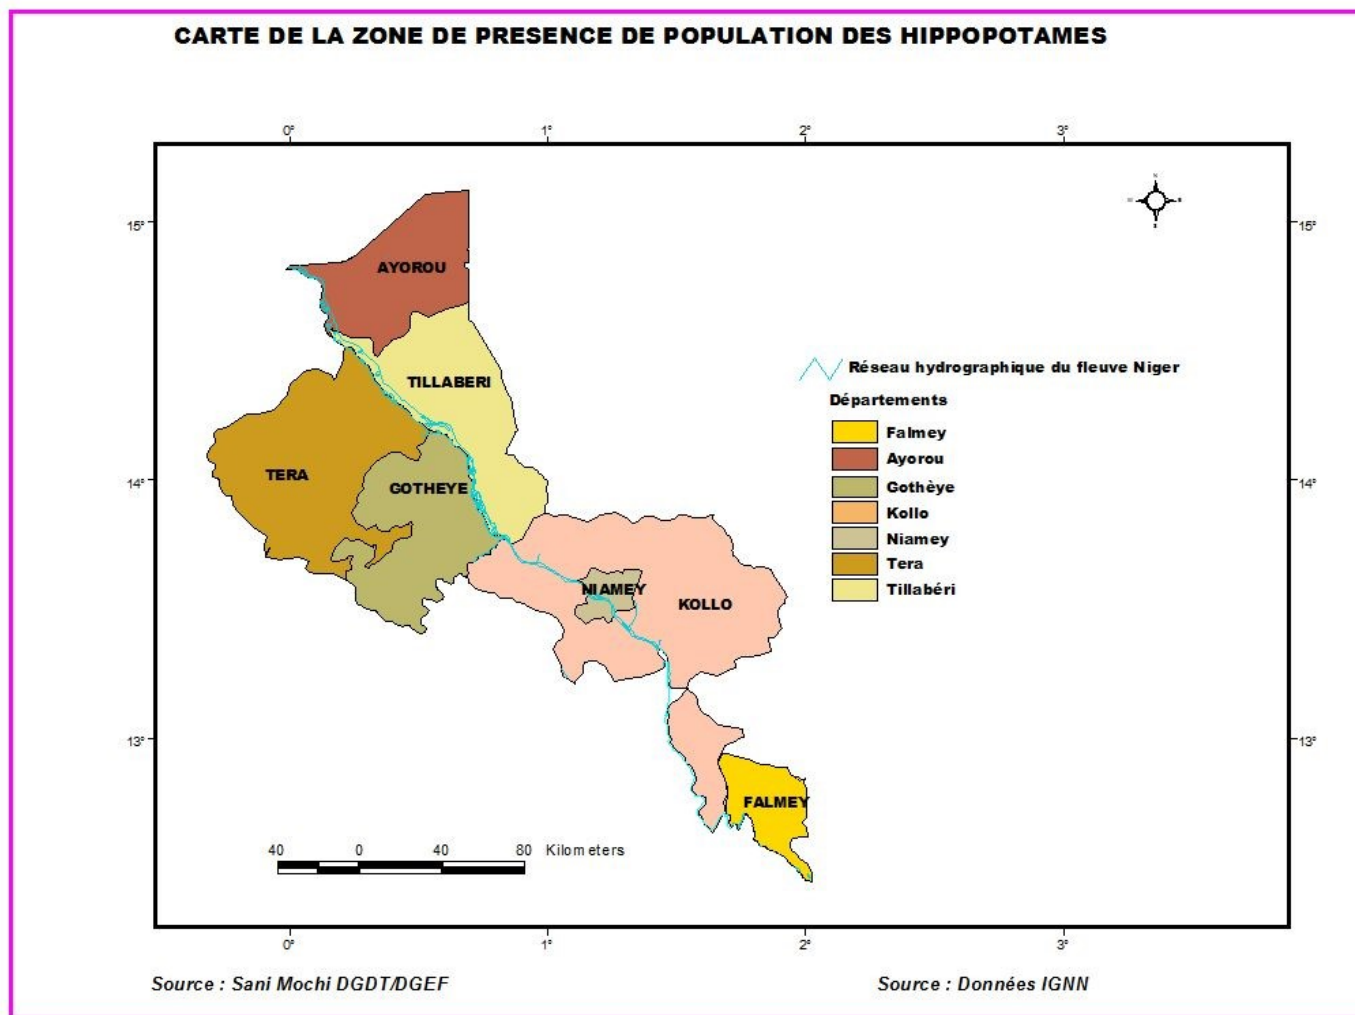 CARTE DE LA ZONE DE PRESENCE DE POPULATION DES HIPPOPOTAMES
0° 1° 2° 3°
15° 15°
AYOROU
TILLABERI
Réseau hydrographique du fleuve Niger
Départements
Falmey
Ayorou
Gothèye
Kollo
Niamey
Tera
Tillabéri
TERA
GOTHEYE
14° 14°
NIAMEY
KOLLO
13° 13°
FALMEY
40 0 40 80 Kilometers
0° 1° 2° 3°
Source : Sani Mochi DGDT/DGEF
Source : Données IGNN